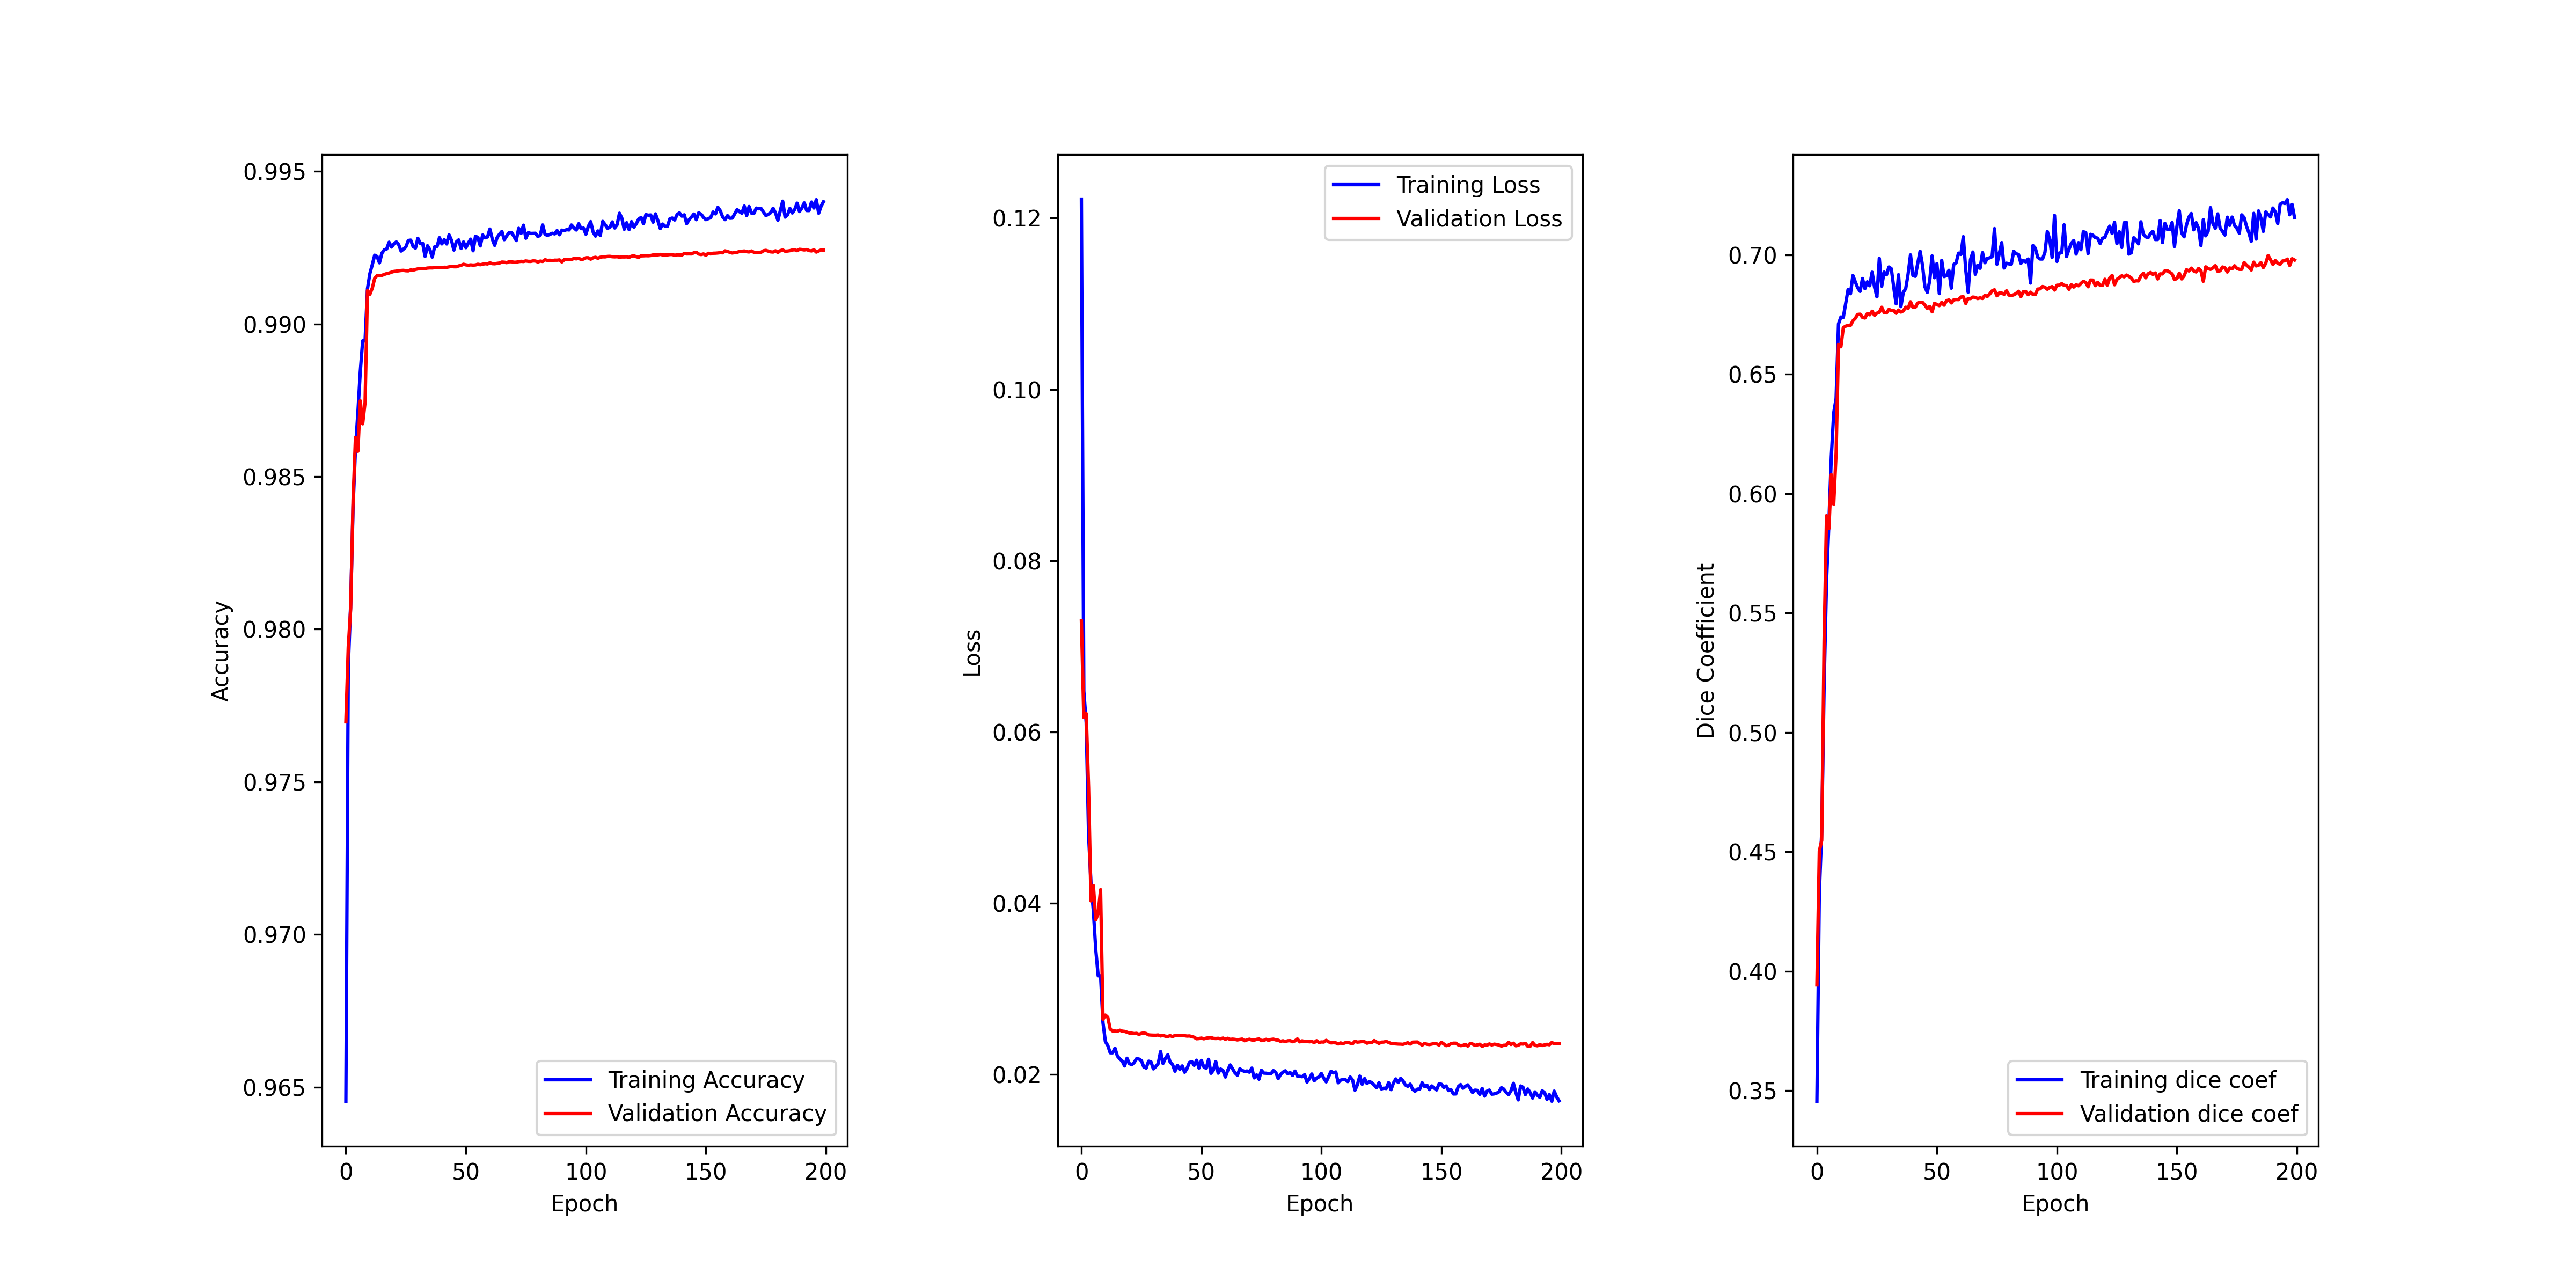 0.995
0.990
0.985
0.980
0.975
0.970
0.965
Accuracy
Training Accuracy
Validation Accuracy
0 50 100 150 200
Epoch
0.12
0.10
0.08
0.06
0.04
0.02
Loss
Training Loss
Validation Loss
0 50 100 150 200
Epoch
0.70
0.65
0.60
0.55
0.50
0.45
0.40
0.35
Dice Coefficient
Training dice coef
Validation dice coef
0 50 100 150 200
Epoch